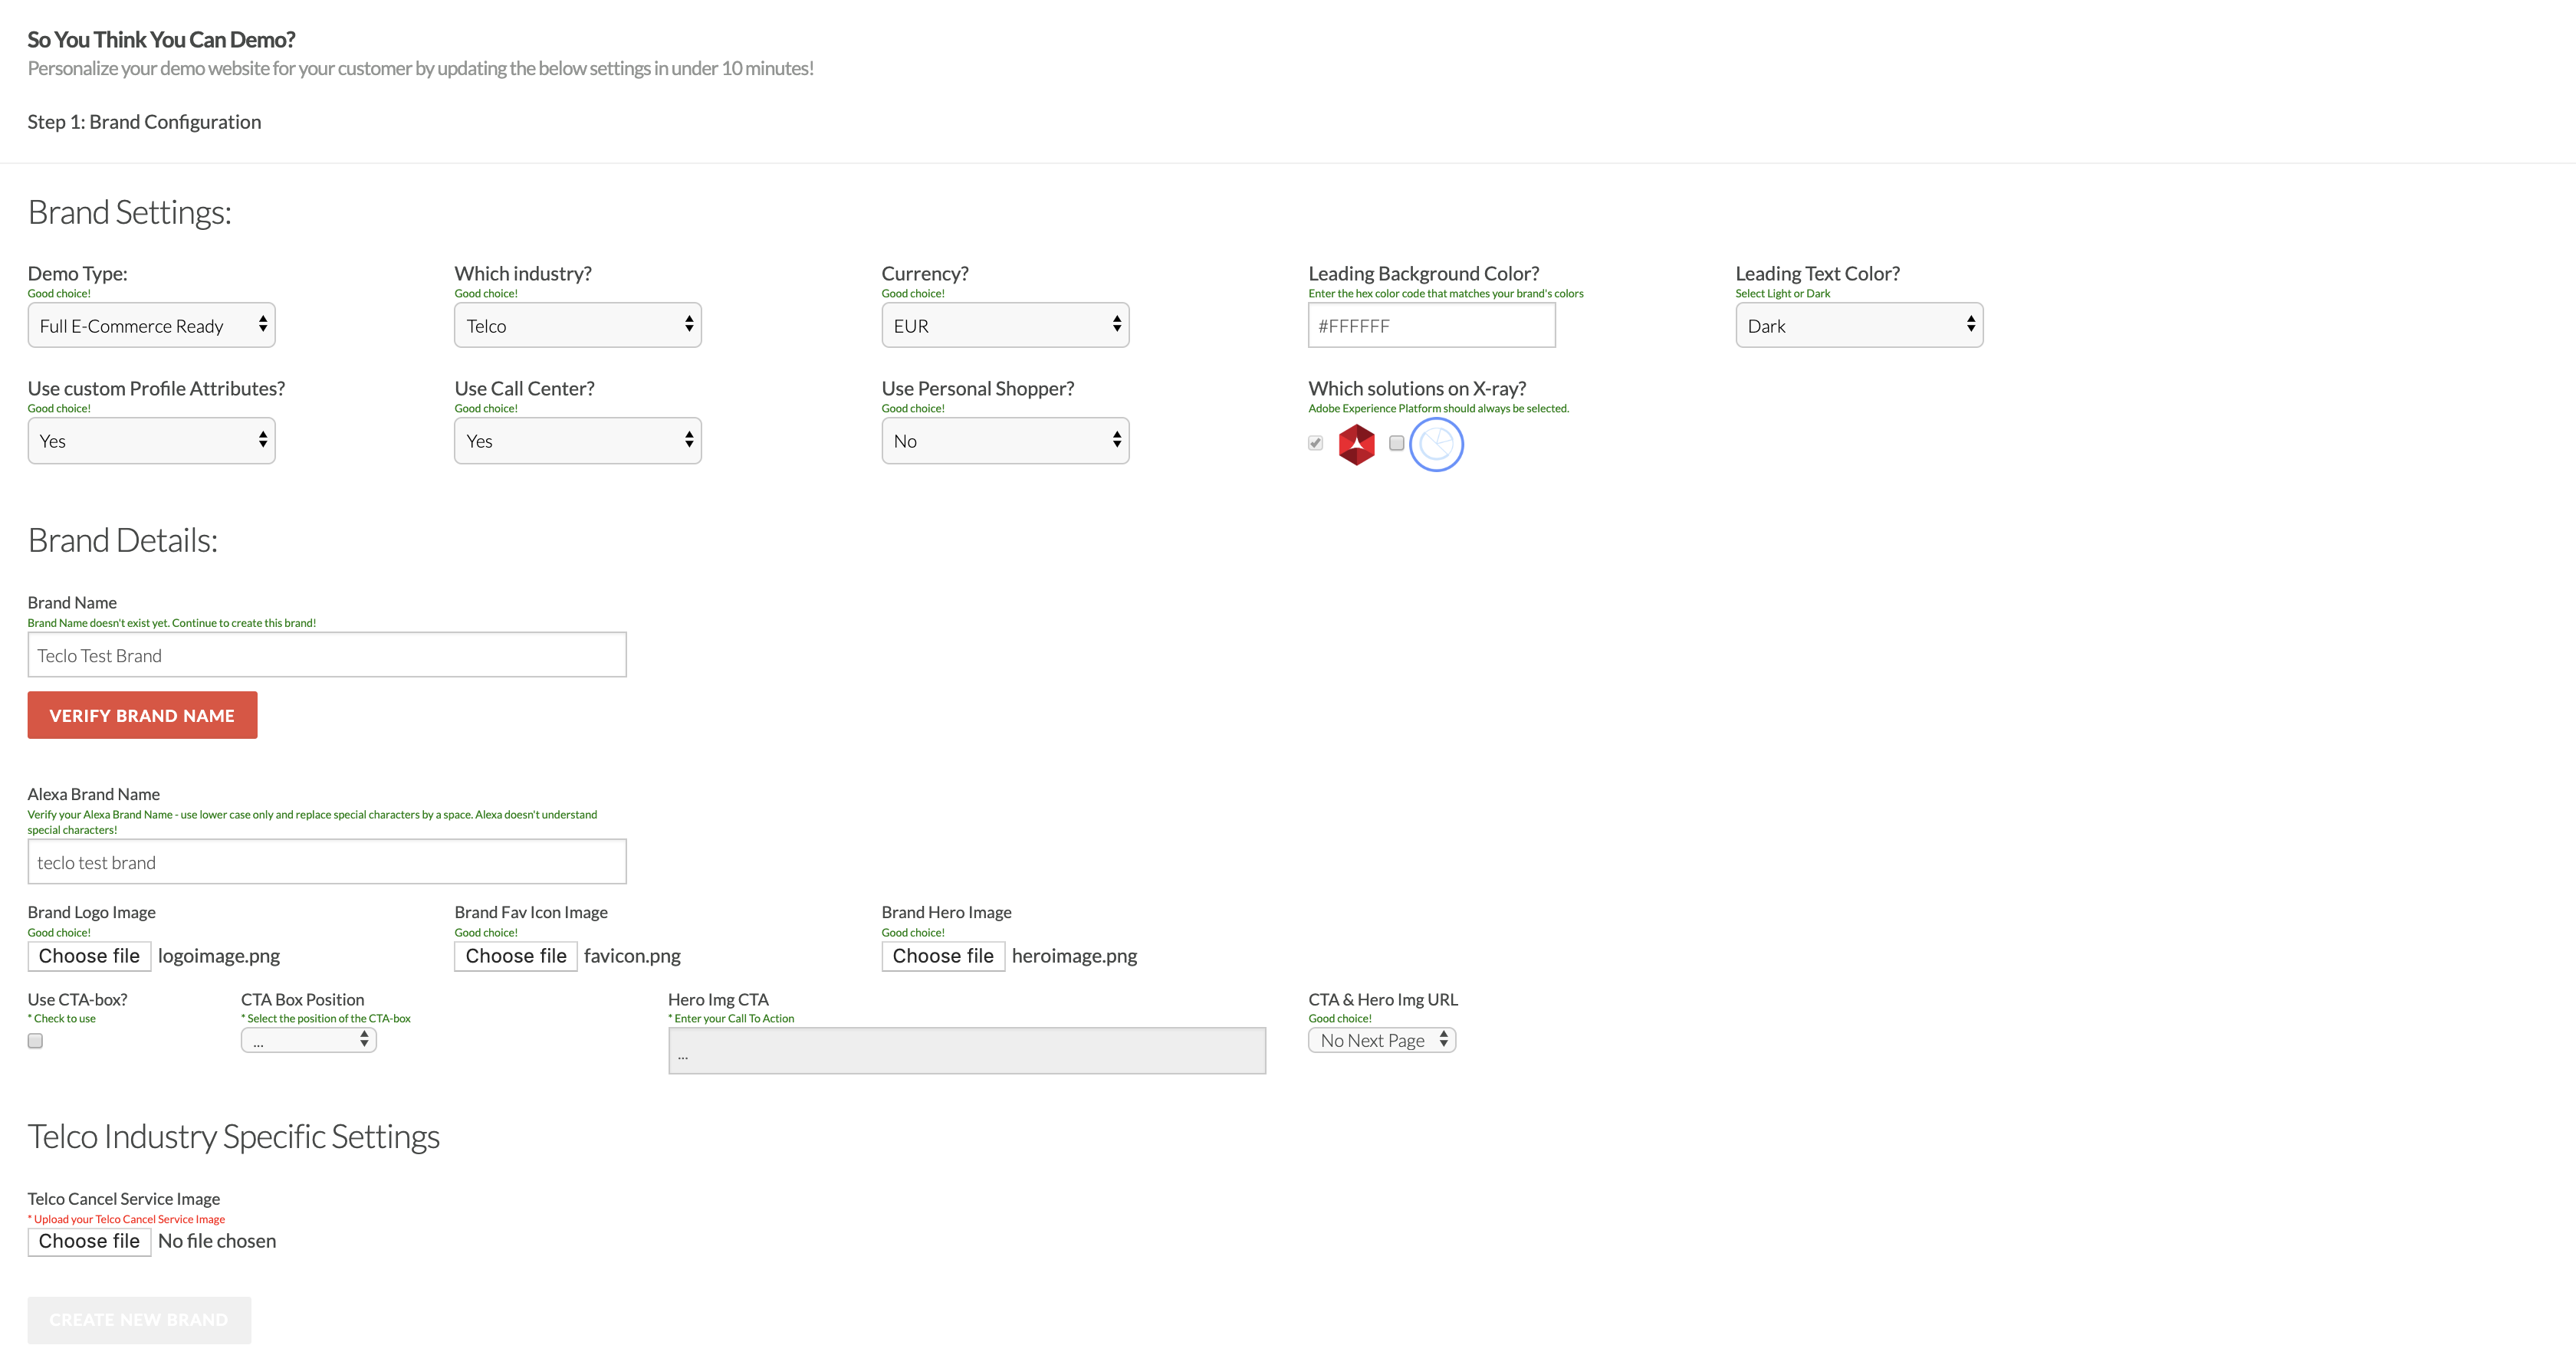 So You Think You Can Demo?
Personalize your demo website for your customer by updating the below settings in under 10 minutes!
Step 1: Brand Configuration
Brand Settings:
Demo Type:
Good choice!
Full E-Commerce Ready
Which industry?
Good choice!
Telco
Currency?
Good choice!
EUR
Leading Background Color?
Enter the hex color code that matches your brand's colors
#FFFFFF
Leading Text Color?
Select Light or Dark
Dark
Use custom Profile Attributes?
Good choice!
Yes
Use Call Center?
Good choice!
Yes
Use Personal Shopper?
Good choice!
No
Which solutions on X-ray?
Adobe Experience Platform should always be selected.
Brand Details:
Brand Name
Brand Name doesn't exist yet. Continue to create this brand!
Teclo Test Brand
VERIFY BRAND NAME
Alexa Brand Name
Verify your Alexa Brand Name - use lower case only and replace special characters by a space. Alexa doesn't understand
special characters!
teclo test brand
Brand Logo Image
Good choice!
Choose file logoimage.png
Brand Fav Icon Image
Good choice!
Choose file favicon.png
Brand Hero Image
Good choice!
Choose file heroimage.png
Use CTA-box?
* Check to use
CTA Box Position
* Select the position of the CTA-box
...
Hero Img CTA
* Enter your Call To Action
...
CTA & Hero Img URL
Good choice!
No Next Page
Telco Industry Specific Settings
Telco Cancel Service Image
* Upload your Telco Cancel Service Image
Choose file No file chosen
CREATE NEW BRAND